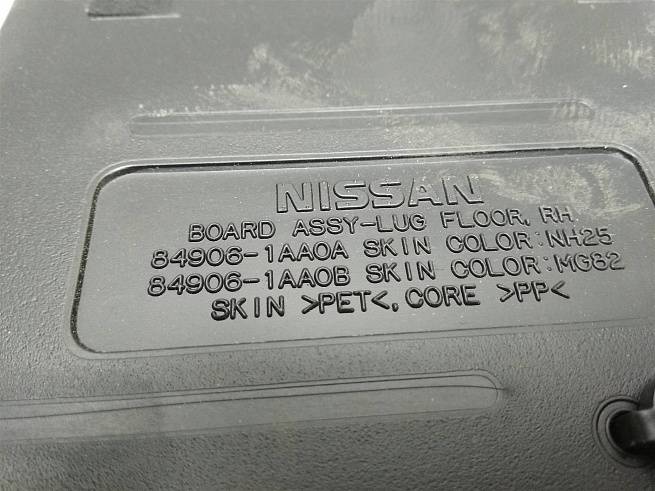 NISSAN
BOARD ASSY-LUG FLOOR, RH
84906-1AA0A SKIN COLOR:NH25
84906-1AA0B SKIN COLOR:MG82
SKIN >PET<, CORE >PP<